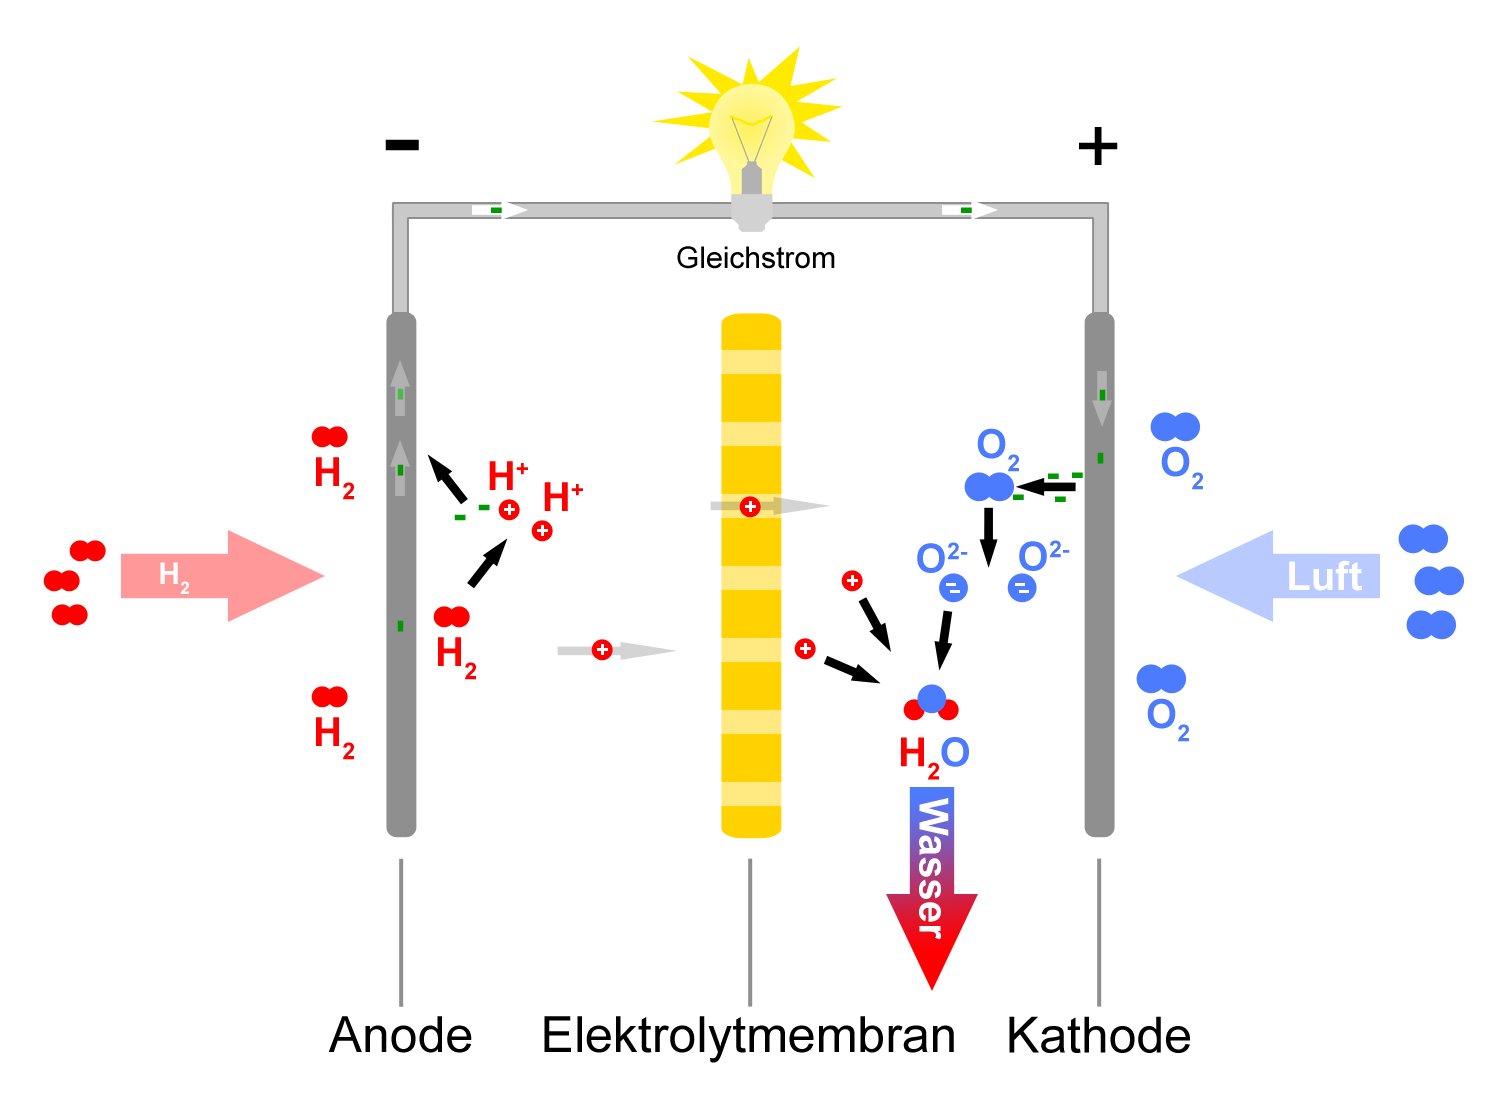 -
+
Gleichstrom
H₂
H⁺
H⁺
O₂
O₂
H₂
O²⁻
O²⁻
Luft
H₂
H₂
O₂
H₂O
Wasser
Anode
Elektrolytmembran
Kathode